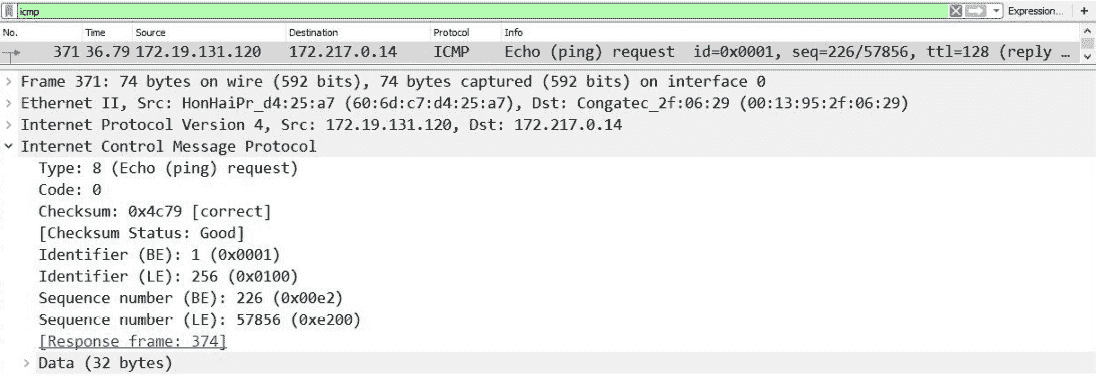 icmp Expression... +
No. Time Source Destination Protocol Info
371 36.79 172.19.131.120 172.217.0.14 ICMP Echo (ping) request id=0x0001, seq=226/57856, ttl=128 (reply ...
Frame 371: 74 bytes on wire (592 bits), 74 bytes captured (592 bits) on interface 0
Ethernet II, Src: HonHaiPr_d4:25:a7 (60:6d:c7:d4:25:a7), Dst: Congatec_2f:06:29 (00:13:95:2f:06:29)
Internet Protocol Version 4, Src: 172.19.131.120, Dst: 172.217.0.14
Internet Control Message Protocol
Type: 8 (Echo (ping) request)
Code: 0
Checksum: 0x4c79 [correct]
[Checksum Status: Good]
Identifier (BE): 1 (0x0001)
Identifier (LE): 256 (0x0100)
Sequence number (BE): 226 (0x00e2)
Sequence number (LE): 57856 (0xe200)
[Response frame: 374]
Data (32 bytes)